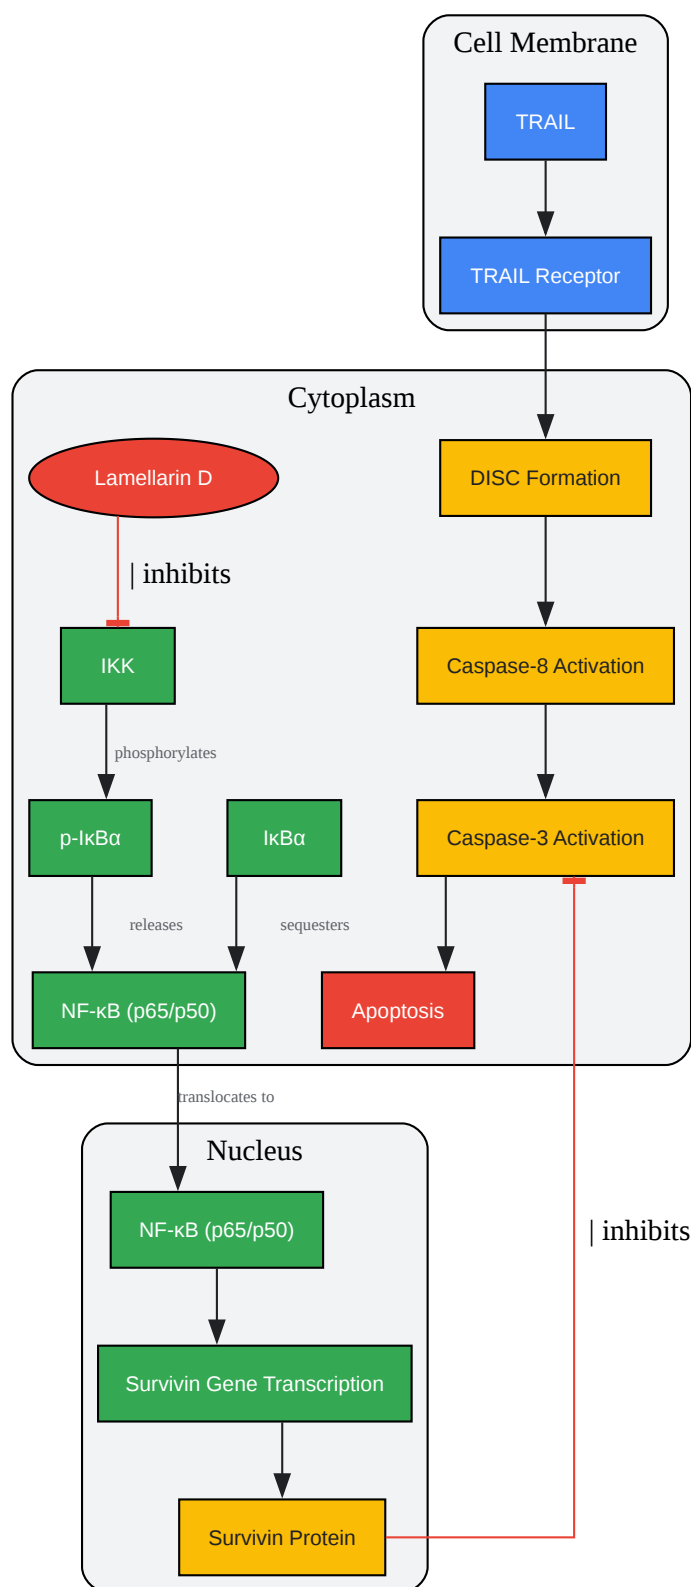 Cell Membrane
TRAIL
TRAIL Receptor
Cytoplasm
Lamellarin D
DISC Formation
| inhibits
IKK
Caspase-8 Activation
phosphorylates
p-IκBα
IκBα
Caspase-3 Activation
releases
sequesters
NF-κB (p65/p50)
Apoptosis
translocates to
Nucleus
NF-κB (p65/p50)
| inhibits
Survivin Gene Transcription
Survivin Protein